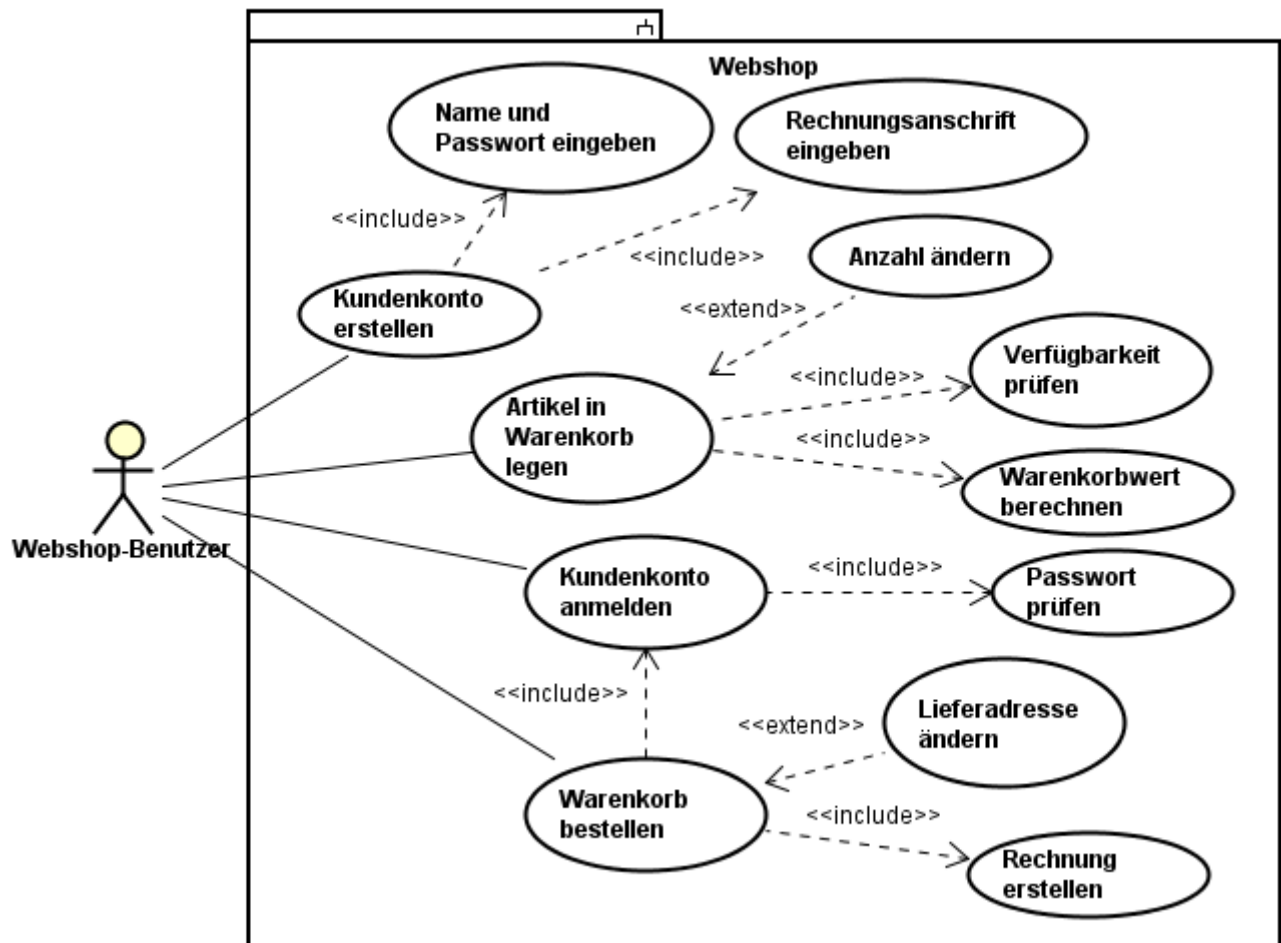 Webshop
Name und
Passwort eingeben
Rechnungsanschrift
eingeben
<<include>>
<<include>>
Anzahl ändern
<<extend>>
Kundenkonto
erstellen
Verfügbarkeit
prüfen
<<include>>
Artikel in
Warenkorb
legen
<<include>>
Warenkorbwert
berechnen
Webshop-Benutzer
Kundenkonto
anmelden
<<include>>
Passwort
prüfen
<<include>>
Lieferadresse
ändern
<<extend>>
Warenkorb
bestellen
<<include>>
Rechnung
erstellen